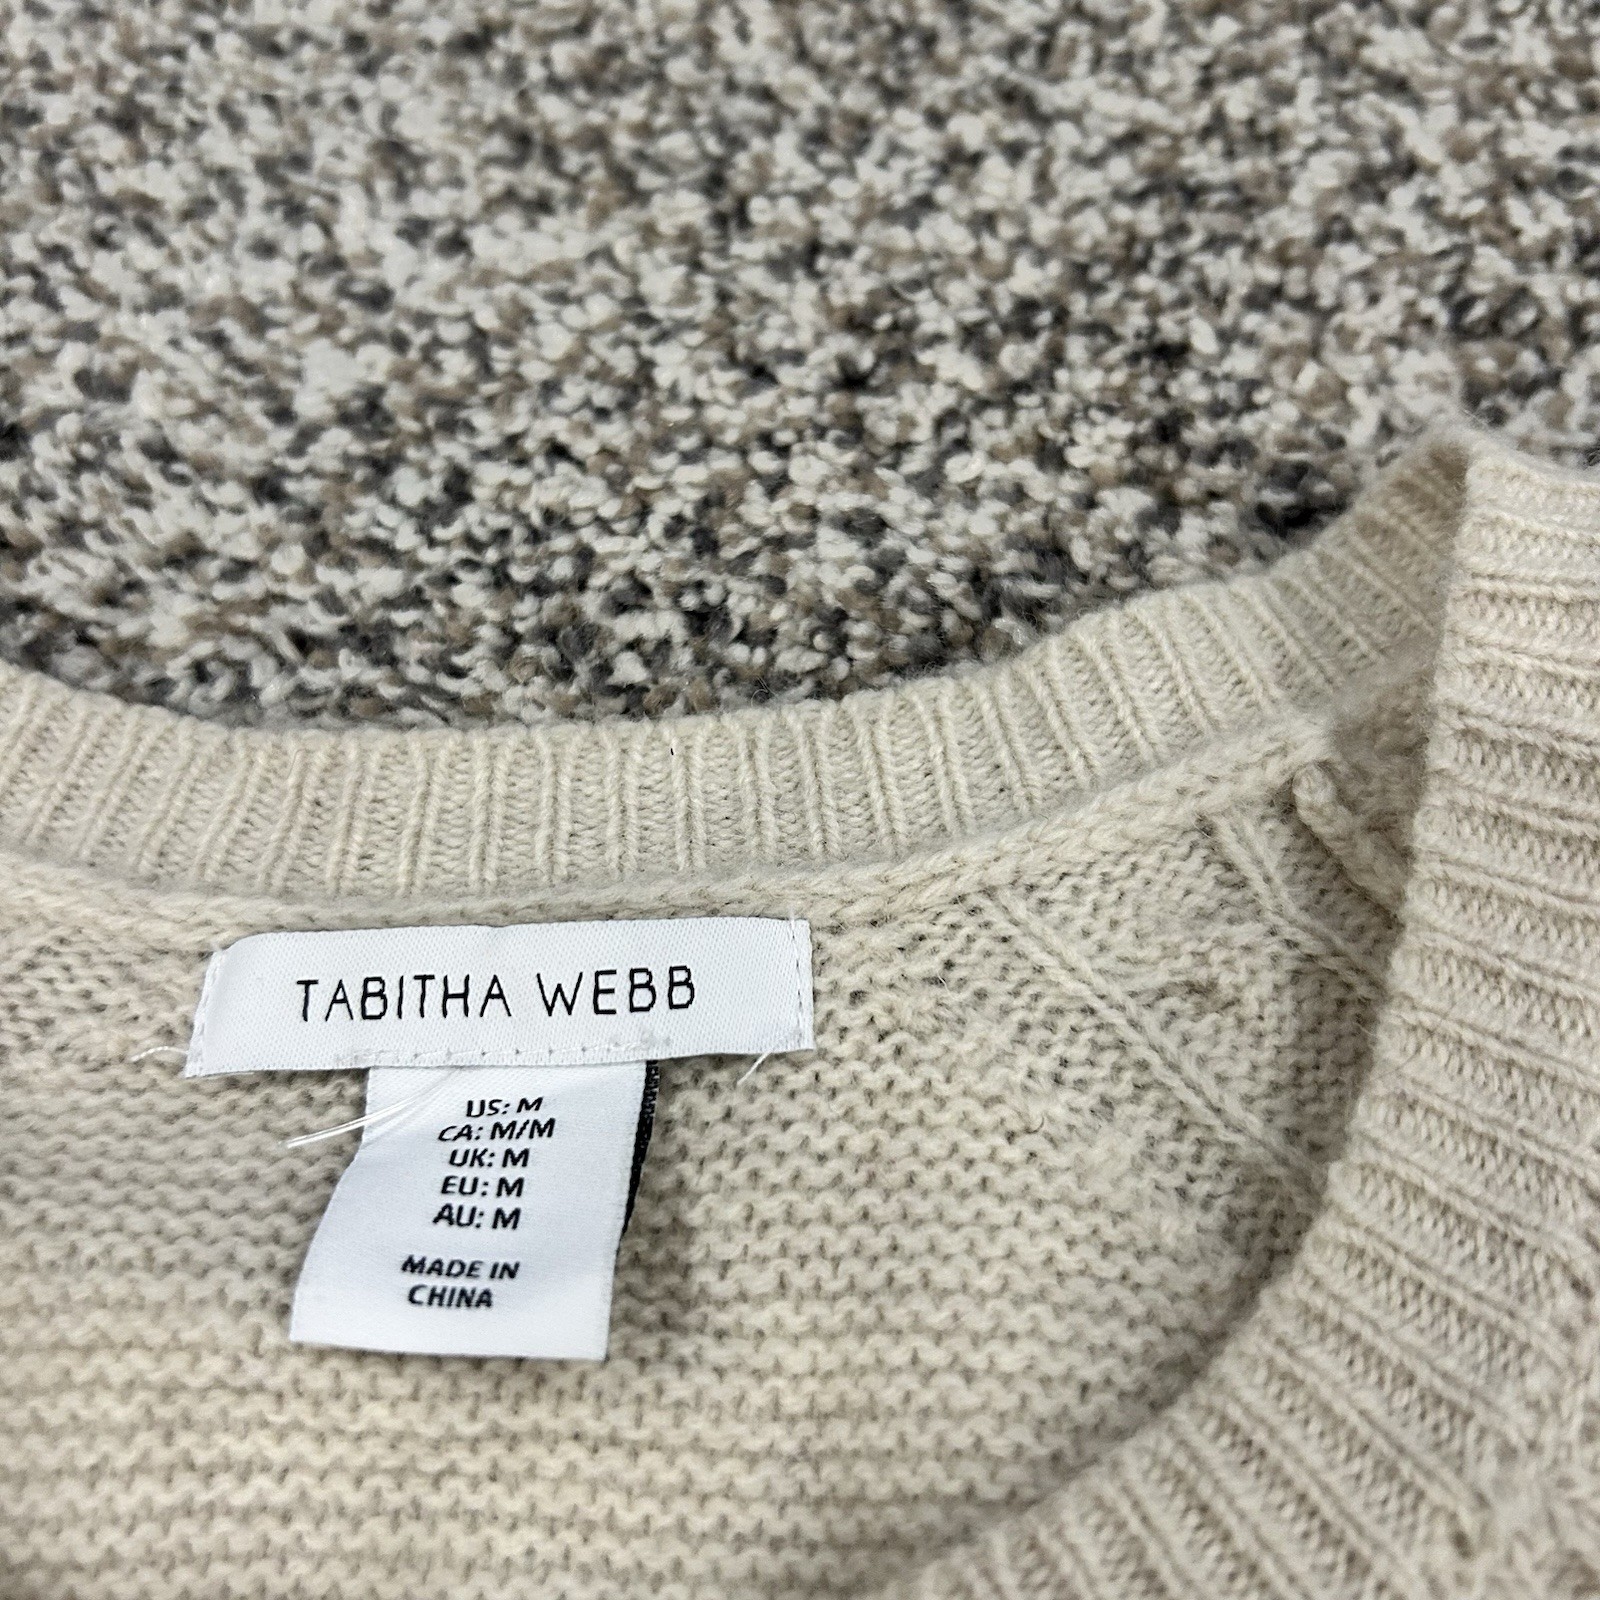 TABITHA WEBB
US: M
CA: M/M
UK: M
EU: M
AU: M
MADE IN
CHINA